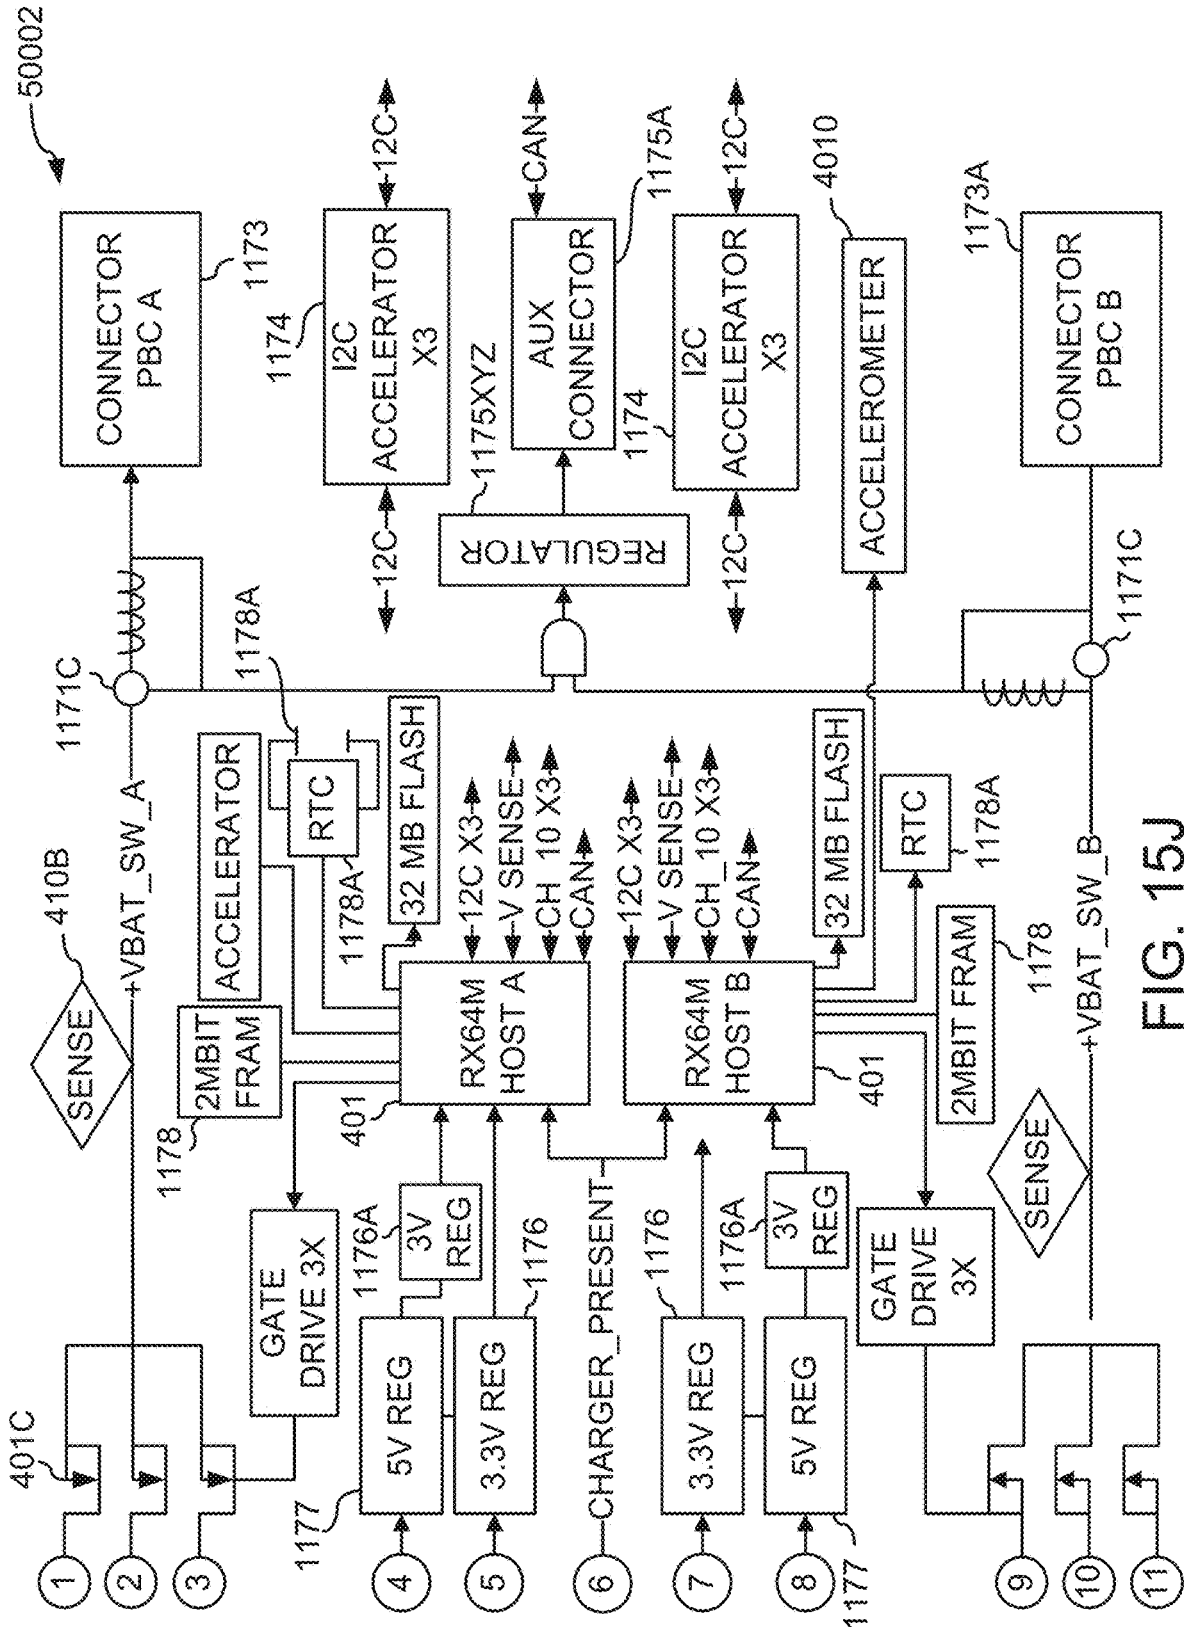 50002
CONNECTOR
PBC A
1173
1174
I2C
ACCELERATOR
X3
12C
12C
1175XYZ
REGULATOR
AUX
CONNECTOR
CAN
1175A
1174
I2C
ACCELERATOR
X3
12C
12C
4010
ACCELEROMETER
1173A
CONNECTOR
PBC B
1171C
1171C
410B
SENSE
+VBAT_SW_A
ACCELERATOR
2MBIT
FRAM
1178
RTC
1178A
1178A
32 MB FLASH
12C X3
V SENSE
CH_10 X3
CAN
RX64M
HOST A
401
12C X3
V SENSE
CH_10 X3
CAN
RX64M
HOST B
401
32 MB FLASH
RTC
1178A
2MBIT FRAM
1178
+VBAT_SW_B
SENSE
401C
GATE
DRIVE 3X
1176A
3V
REG
1177
5V REG
3.3V REG
1176
CHARGER_PRESENT
1176
3.3V REG
1176A
3V
REG
5V REG
1177
GATE
DRIVE
3X
1
2
3
4
5
6
7
8
9
10
11
FIG. 15J